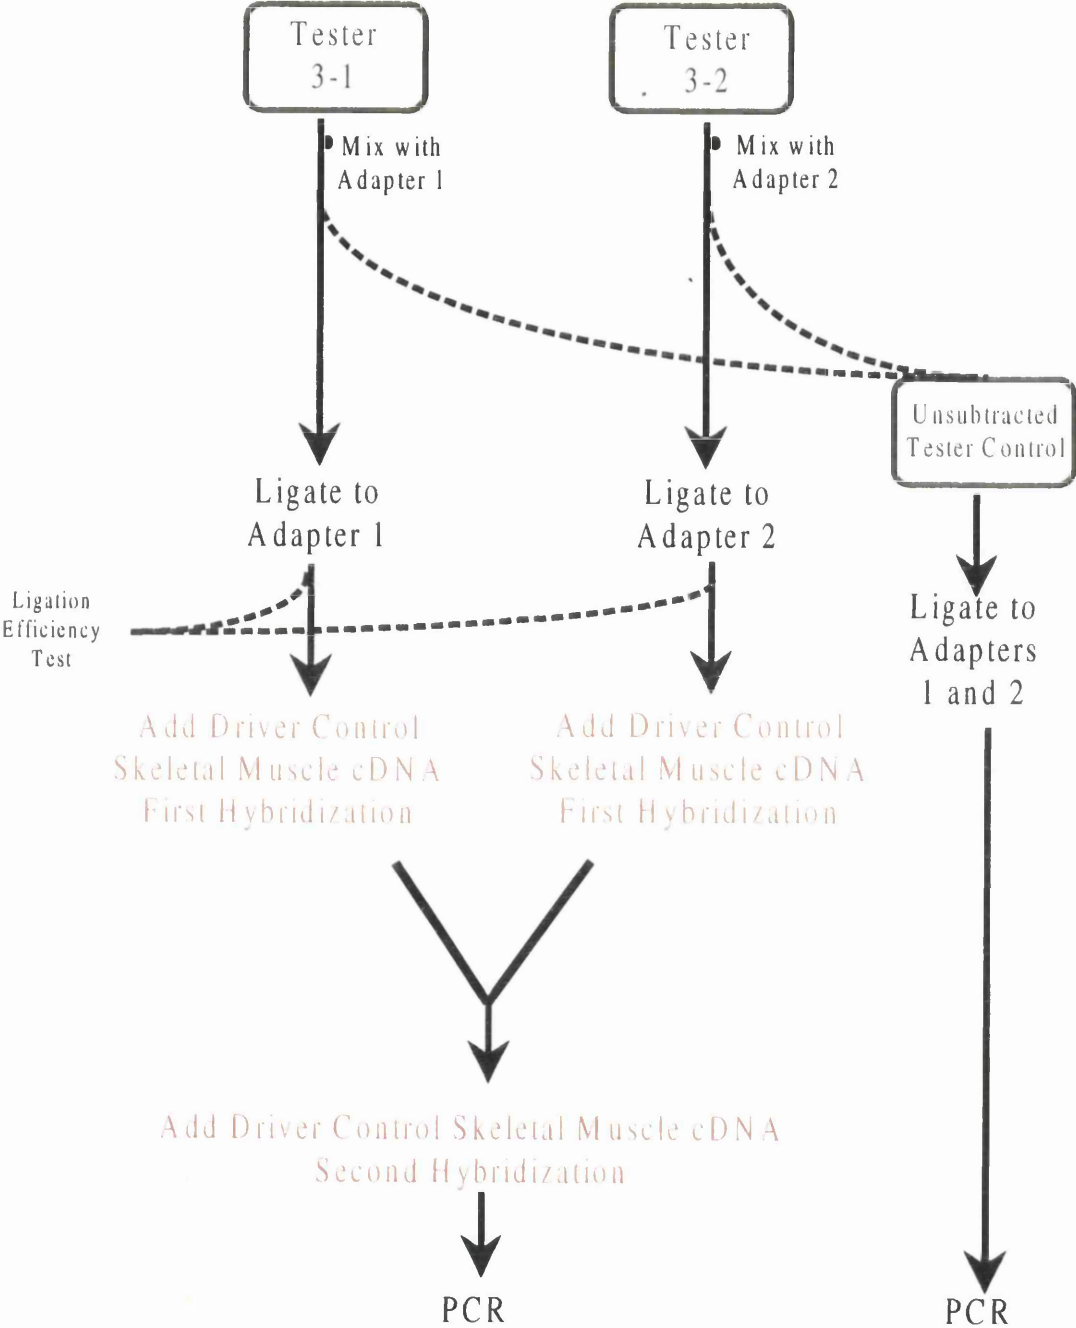 Tester
3-1
Tester
3-2
Mix with
Adapter 1
Mix with
Adapter 2
Unsubtracted
Tester Control
Ligate to
Adapter 1
Ligate to
Adapter 2
Ligation
Efficiency
Test
Ligate to
Adapters
1 and 2
Add Driver Control
Skeletal Muscle cDNA
First Hybridization
Add Driver Control
Skeletal Muscle cDNA
First Hybridization
Add Driver Control Skeletal Muscle cDNA
Second Hybridization
PCR
PCR